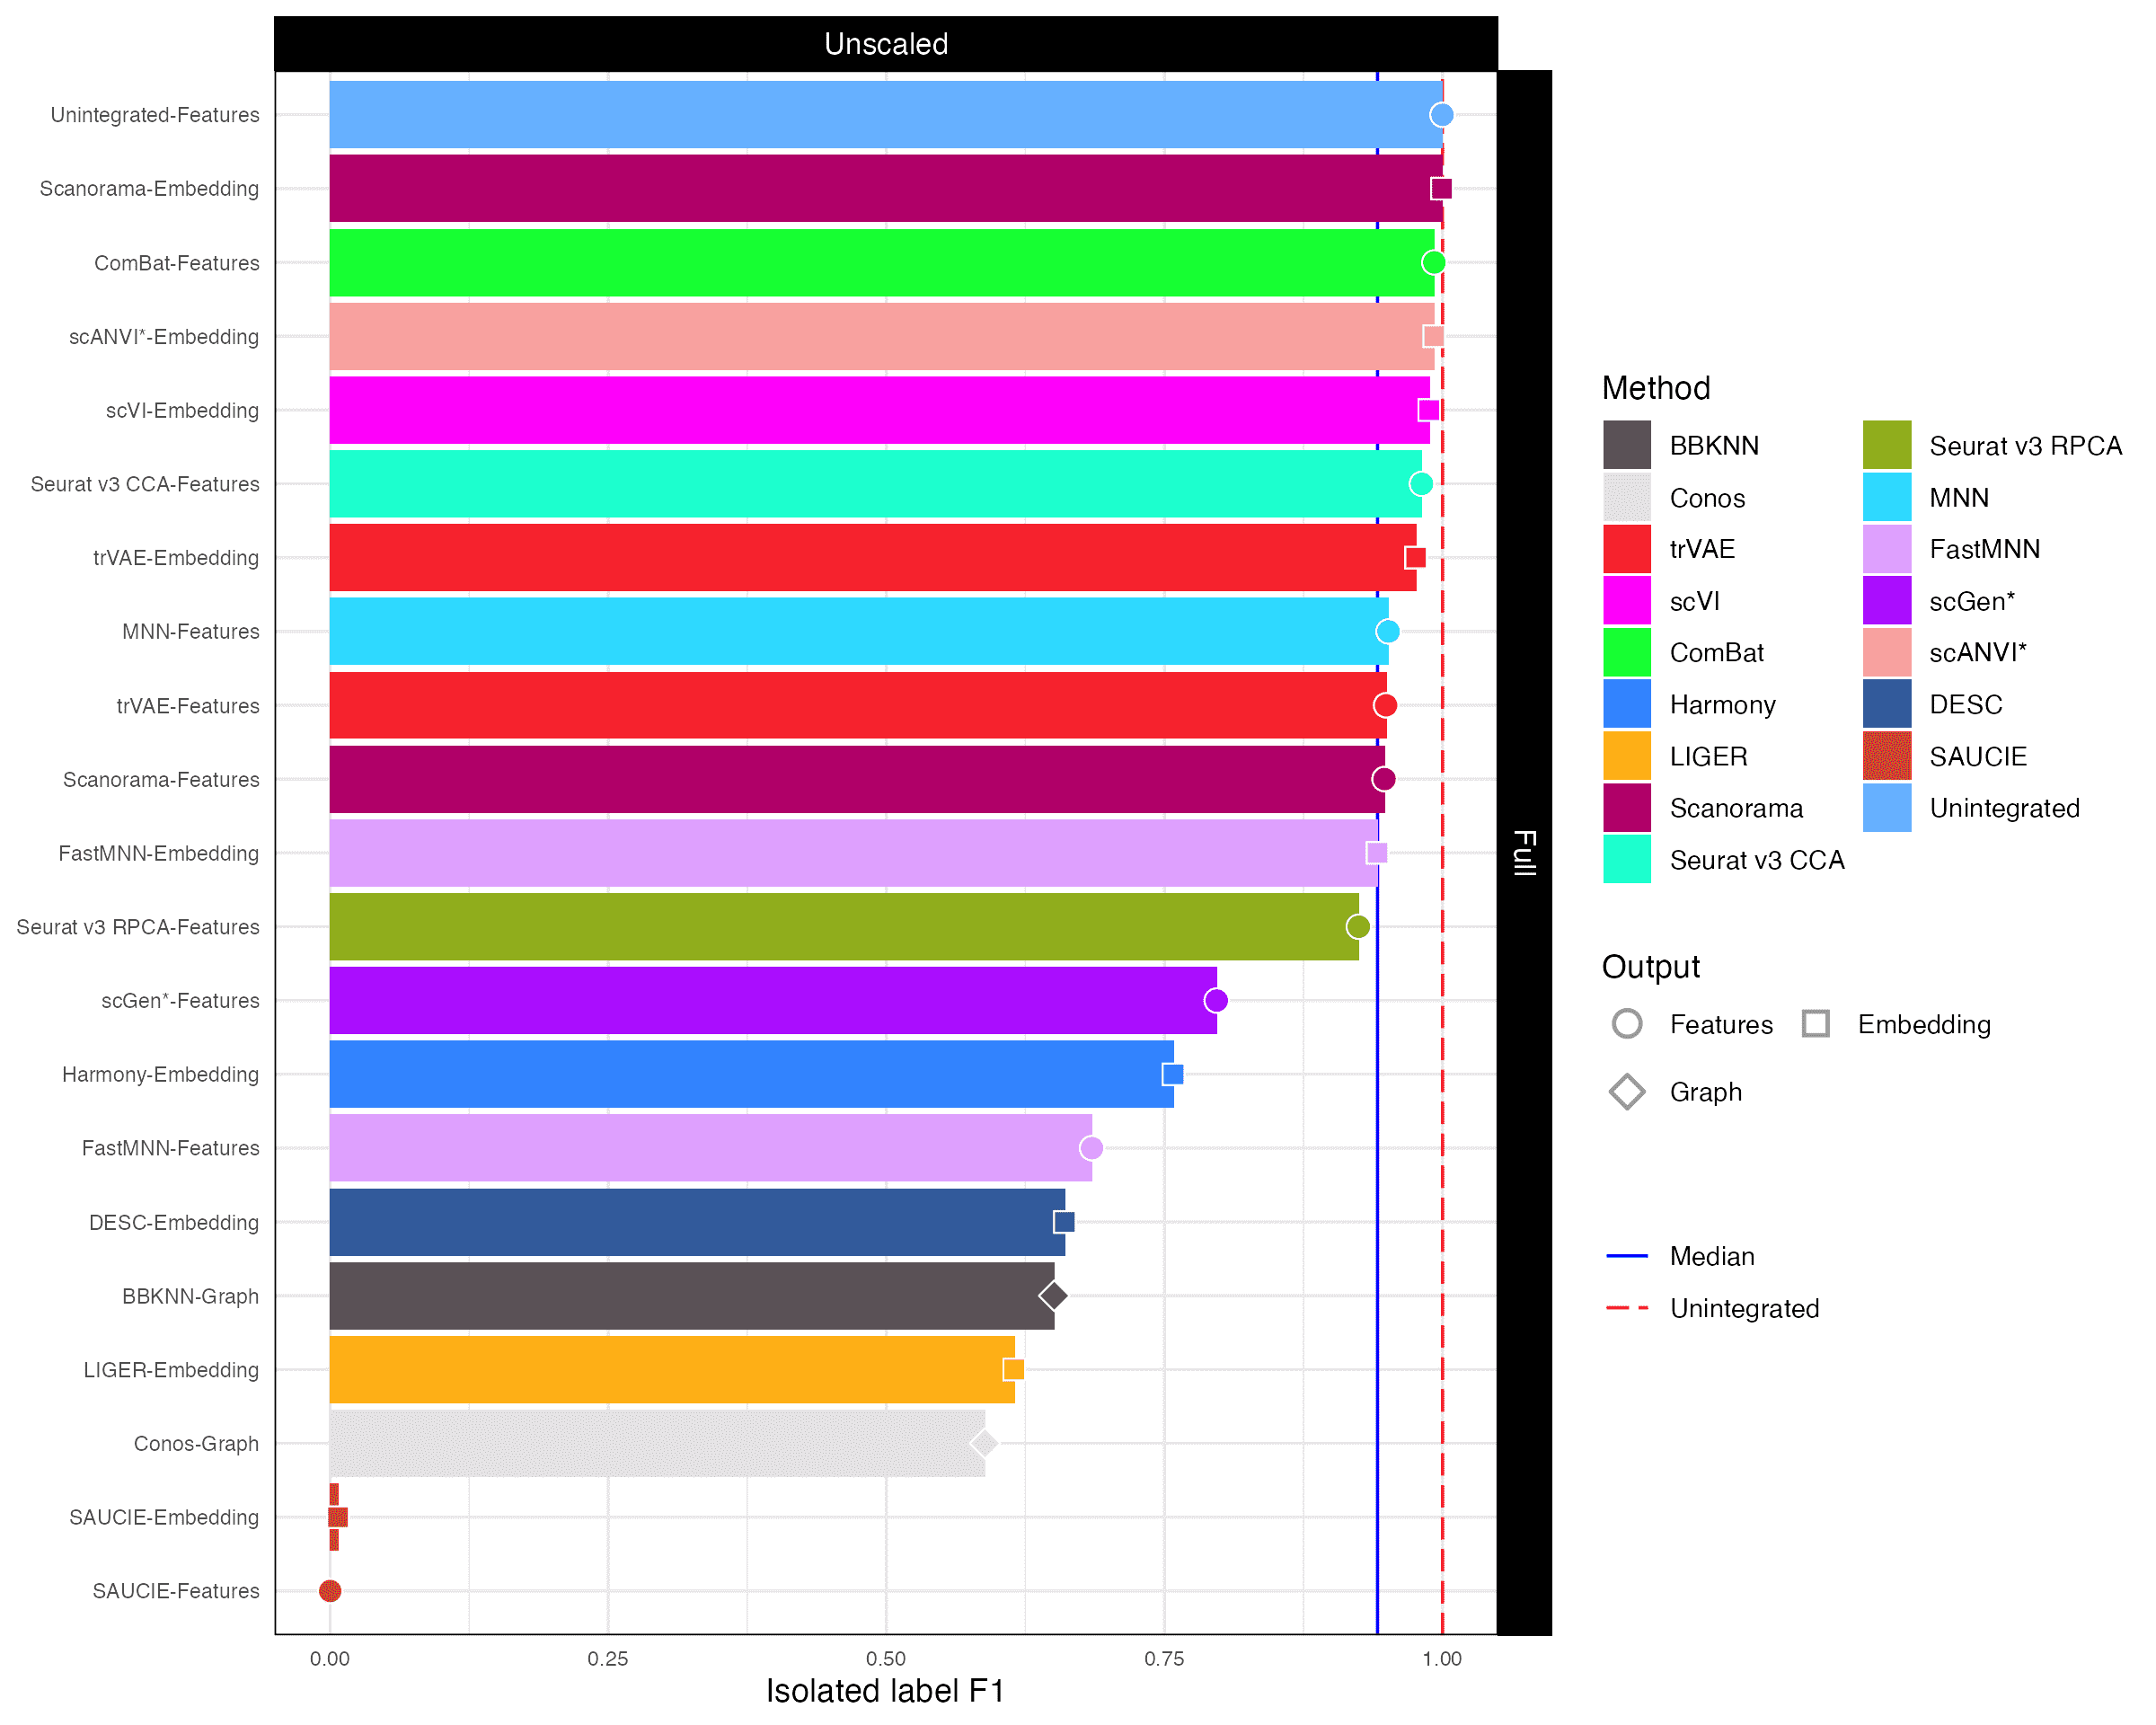 Unscaled
Full
Unintegrated-Features
Scanorama-Embedding
ComBat-Features
scANVI*-Embedding
scVI-Embedding
Seurat v3 CCA-Features
trVAE-Embedding
MNN-Features
trVAE-Features
Scanorama-Features
FastMNN-Embedding
Seurat v3 RPCA-Features
scGen*-Features
Harmony-Embedding
FastMNN-Features
DESC-Embedding
BBKNN-Graph
LIGER-Embedding
Conos-Graph
SAUCIE-Embedding
SAUCIE-Features
0.00 0.25 0.50 0.75 1.00
Isolated label F1
Method
BBKNN
Conos
trVAE
scVI
ComBat
Harmony
LIGER
Scanorama
Seurat v3 CCA
Seurat v3 RPCA
MNN
FastMNN
scGen*
scANVI*
DESC
SAUCIE
Unintegrated
Output
Features Embedding
Graph
Median
Unintegrated